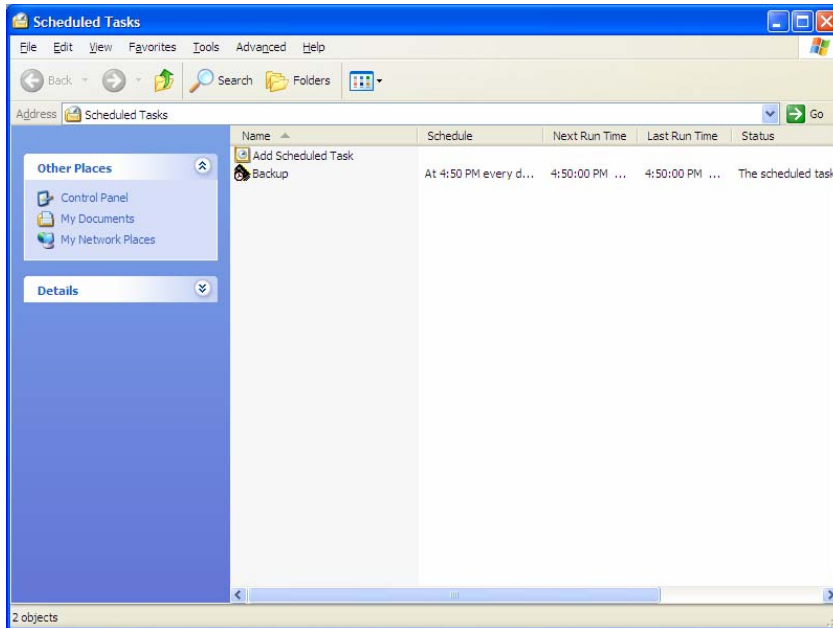 Scheduled Tasks
File Edit View Favorites Tools Advanced Help
Back Search Folders
Address Scheduled Tasks Go
Name Schedule Next Run Time Last Run Time Status
Other Places
Control Panel
My Documents
My Network Places
Details
Add Scheduled Task
Backup At 4:50 PM every d... 4:50:00 PM ... 4:50:00 PM ... The scheduled task
2 objects